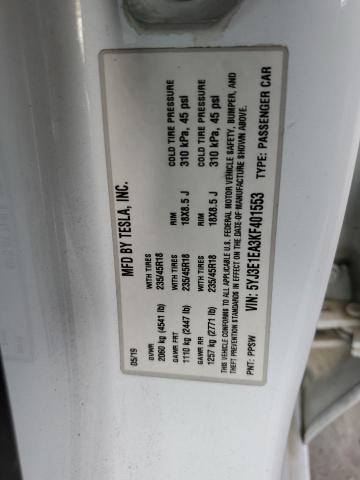 MFD BY TESLA, INC.
05/19
GVWR
2060 kg (4541 lb)
GAWR FRT WITH TIRES RIM COLD TIRE PRESSURE
1110 kg (2447 lb) 235/45R18 18X8.5 J 310 kPa, 45 psi
GAWR RR WITH TIRES RIM COLD TIRE PRESSURE
1257 kg (2771 lb) 235/45R18 18X8.5 J 310 kPa, 45 psi
THIS VEHICLE CONFORMS TO ALL APPLICABLE U.S. FEDERAL MOTOR VEHICLE SAFETY, BUMPER, AND
THEFT PREVENTION STANDARDS IN EFFECT ON THE DATE OF MANUFACTURE SHOWN ABOVE.
VIN: 5YJ3E1EA3KF401553
PNT: PPSW TYPE: PASSENGER CAR